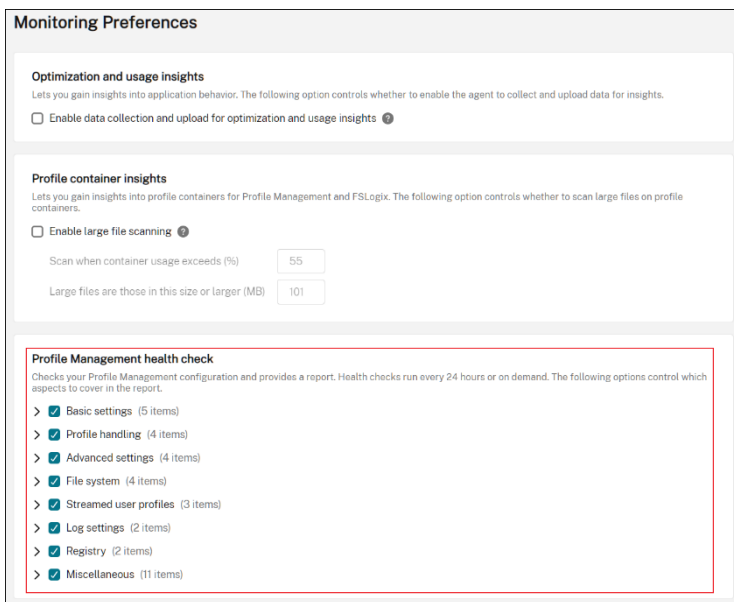 Monitoring Preferences
Optimization and usage insights
Lets you gain insights into application behavior. The following option controls whether to enable the agent to collect and upload data for insights.
Enable data collection and upload for optimization and usage insights ?
Profile container insights
Lets you gain insights into profile containers for Profile Management and FSLogix. The following option controls whether to scan large files on profile
containers.
Enable large file scanning ?
Scan when container usage exceeds (%) 55
Large files are those in this size or larger (MB) 101
Profile Management health check
Checks your Profile Management configuration and provides a report. Health checks run every 24 hours or on demand. The following options control which
aspects to cover in the report.
Basic settings (5 items)
Profile handling (4 items)
Advanced settings (4 items)
File system (4 items)
Streamed user profiles (3 items)
Log settings (2 items)
Registry (2 items)
Miscellaneous (11 items)